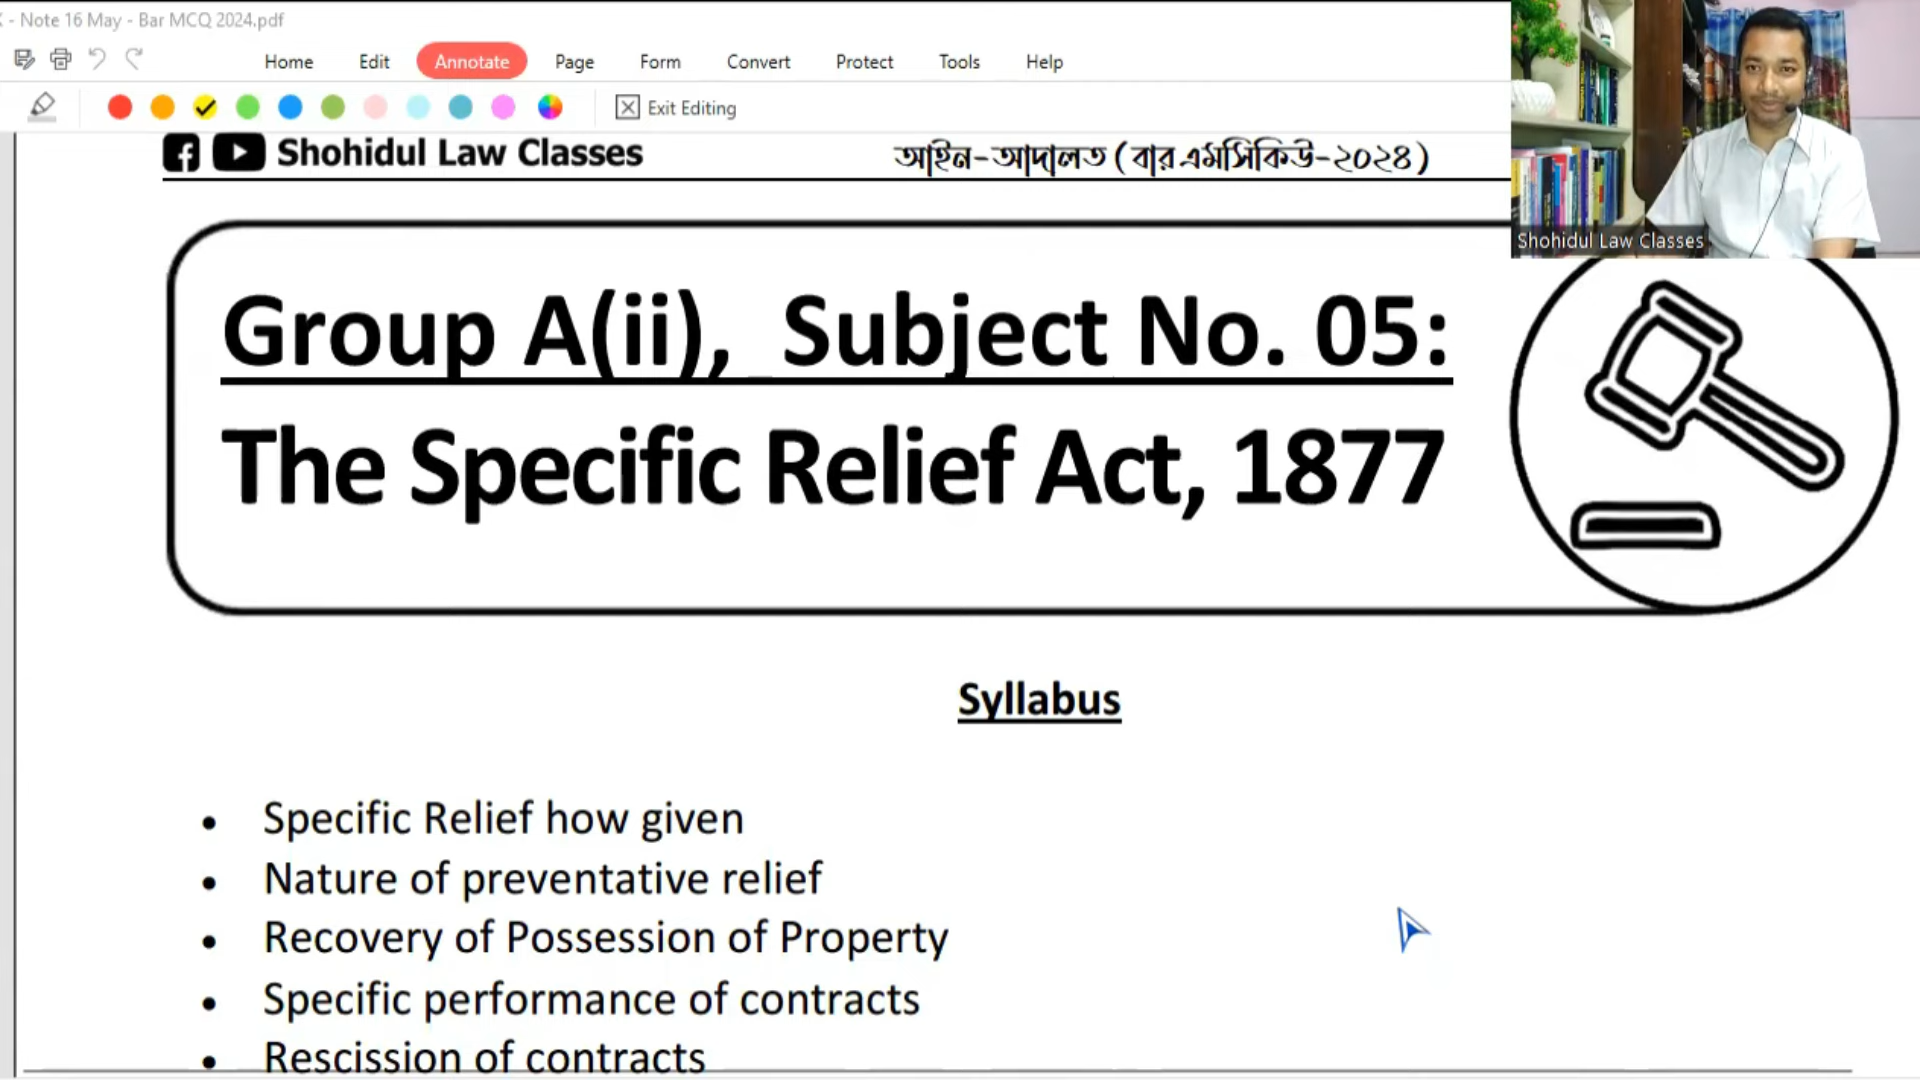 - Note 16 May - Bar MCQ 2024.pdf
Home Edit Annotate Page Form Convert Protect Tools Help
Exit Editing
Shohidul Law Classes আইন-আদালত (বার এমসিকিউ-২০২৪)
Shohidul Law Classes
Group A(ii), Subject No. 05:
The Specific Relief Act, 1877
Syllabus
• Specific Relief how given
• Nature of preventative relief
• Recovery of Possession of Property
• Specific performance of contracts
• Rescission of contracts